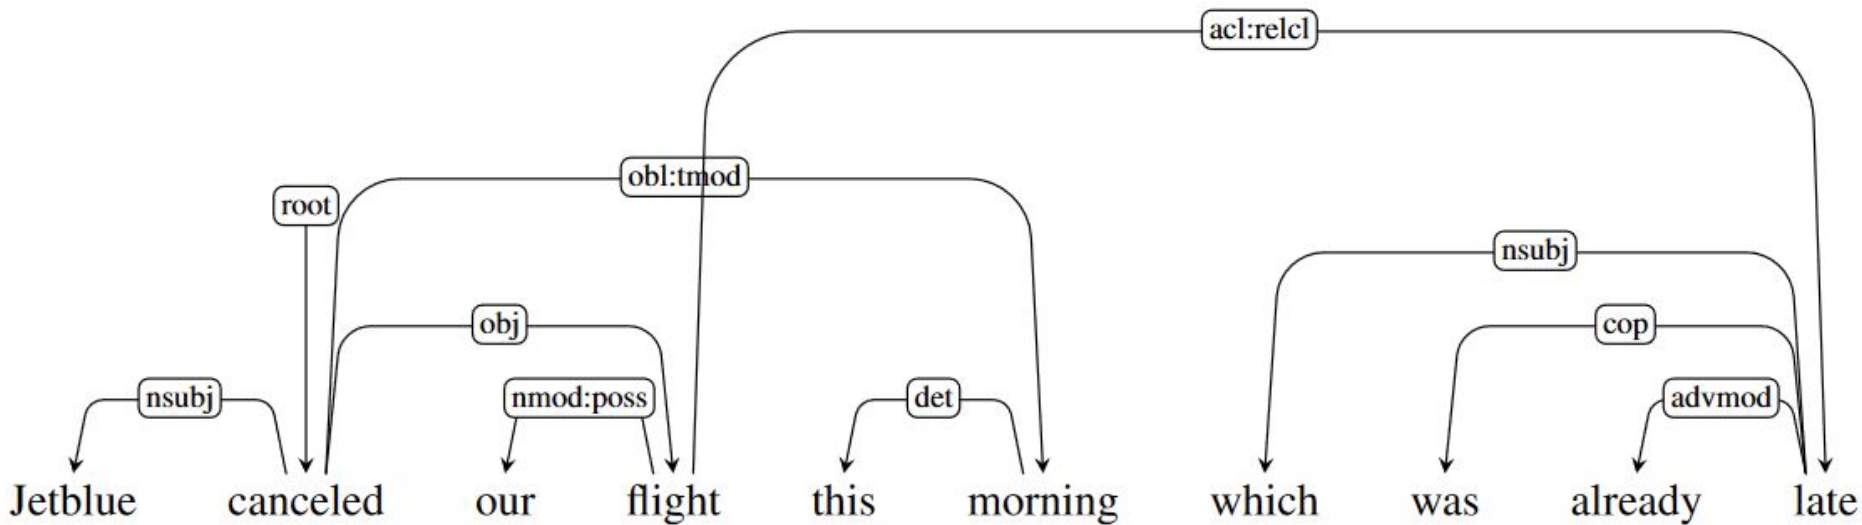 acl:relcl
obl:tmod
root
nsubj
obj
cop
nsubj
nmod:poss
det
advmod
Jetblue canceled our flight this morning which was already late